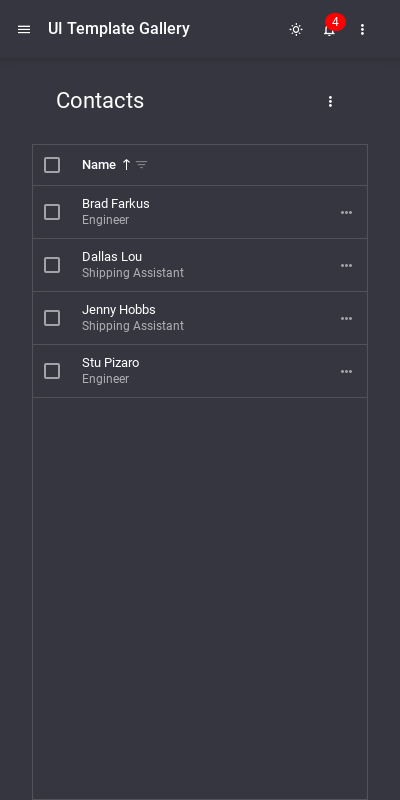 UI Template Gallery
4
Contacts
Name
Brad Farkus
Engineer
Dallas Lou
Shipping Assistant
Jenny Hobbs
Shipping Assistant
Stu Pizaro
Engineer